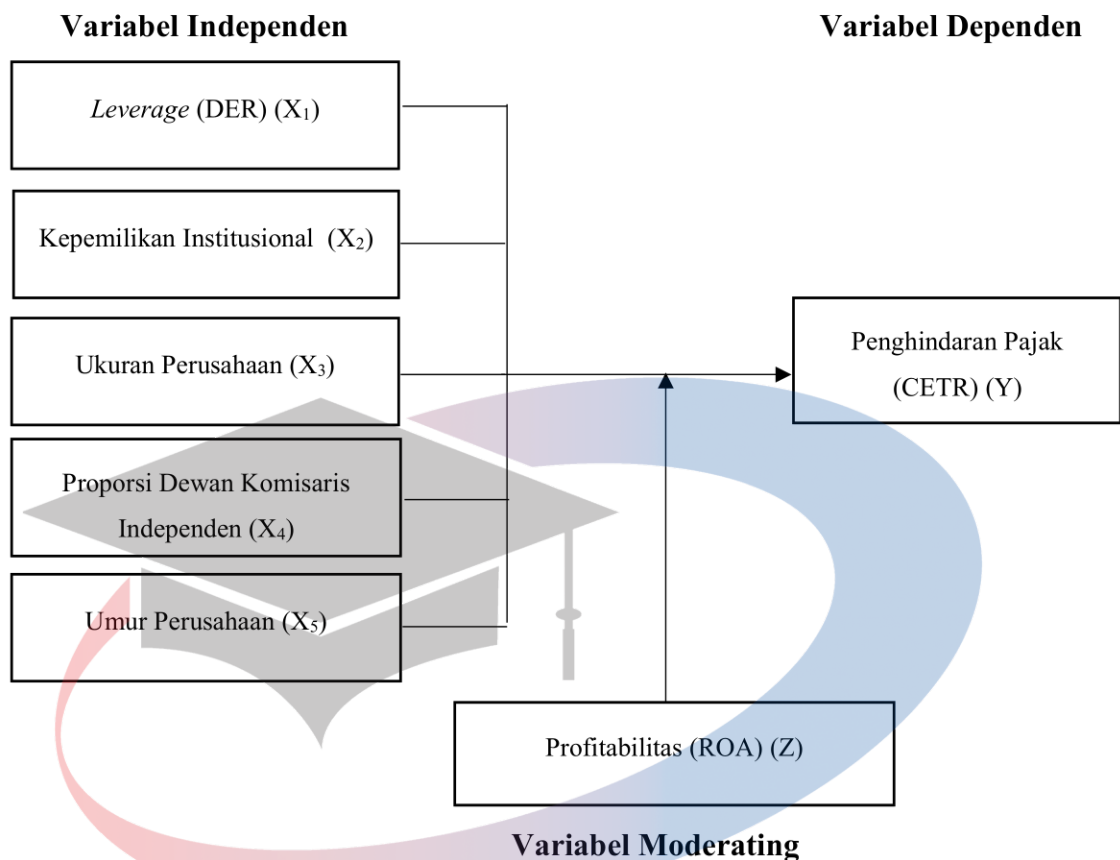 Variabel Independen
Variabel Dependen
Leverage (DER) (X₁)
Kepemilikan Institusional (X₂)
Ukuran Perusahaan (X₃)
Proporsi Dewan Komisaris
Independen (X₄)
Umur Perusahaan (X₅)
Penghindaran Pajak
(CETR) (Y)
Profitabilitas (ROA) (Z)
Variabel Moderating